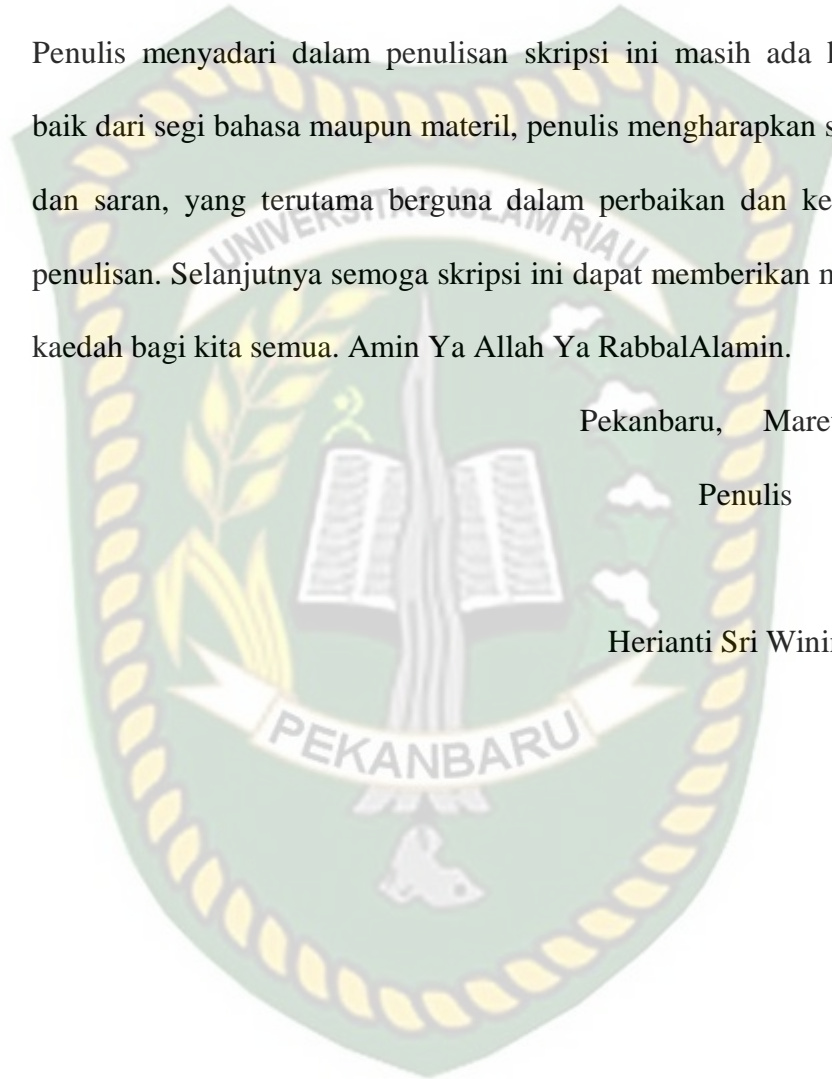 Penulis menyadari dalam penulisan skripsi ini masih ada
baik dari segi bahasa maupun materil, penulis mengharapkan
dan saran, yang terutama berguna dalam perbaikan dan
UNIVERSITAS ISLAM RIAU
penulisan. Selanjutnya semoga skripsi ini dapat memberikan
kaedah bagi kita semua. Amin Ya Allah Ya RabbalAlamin.
Pekanbaru,
Penulis
Herianti Sri
PEKANBARU